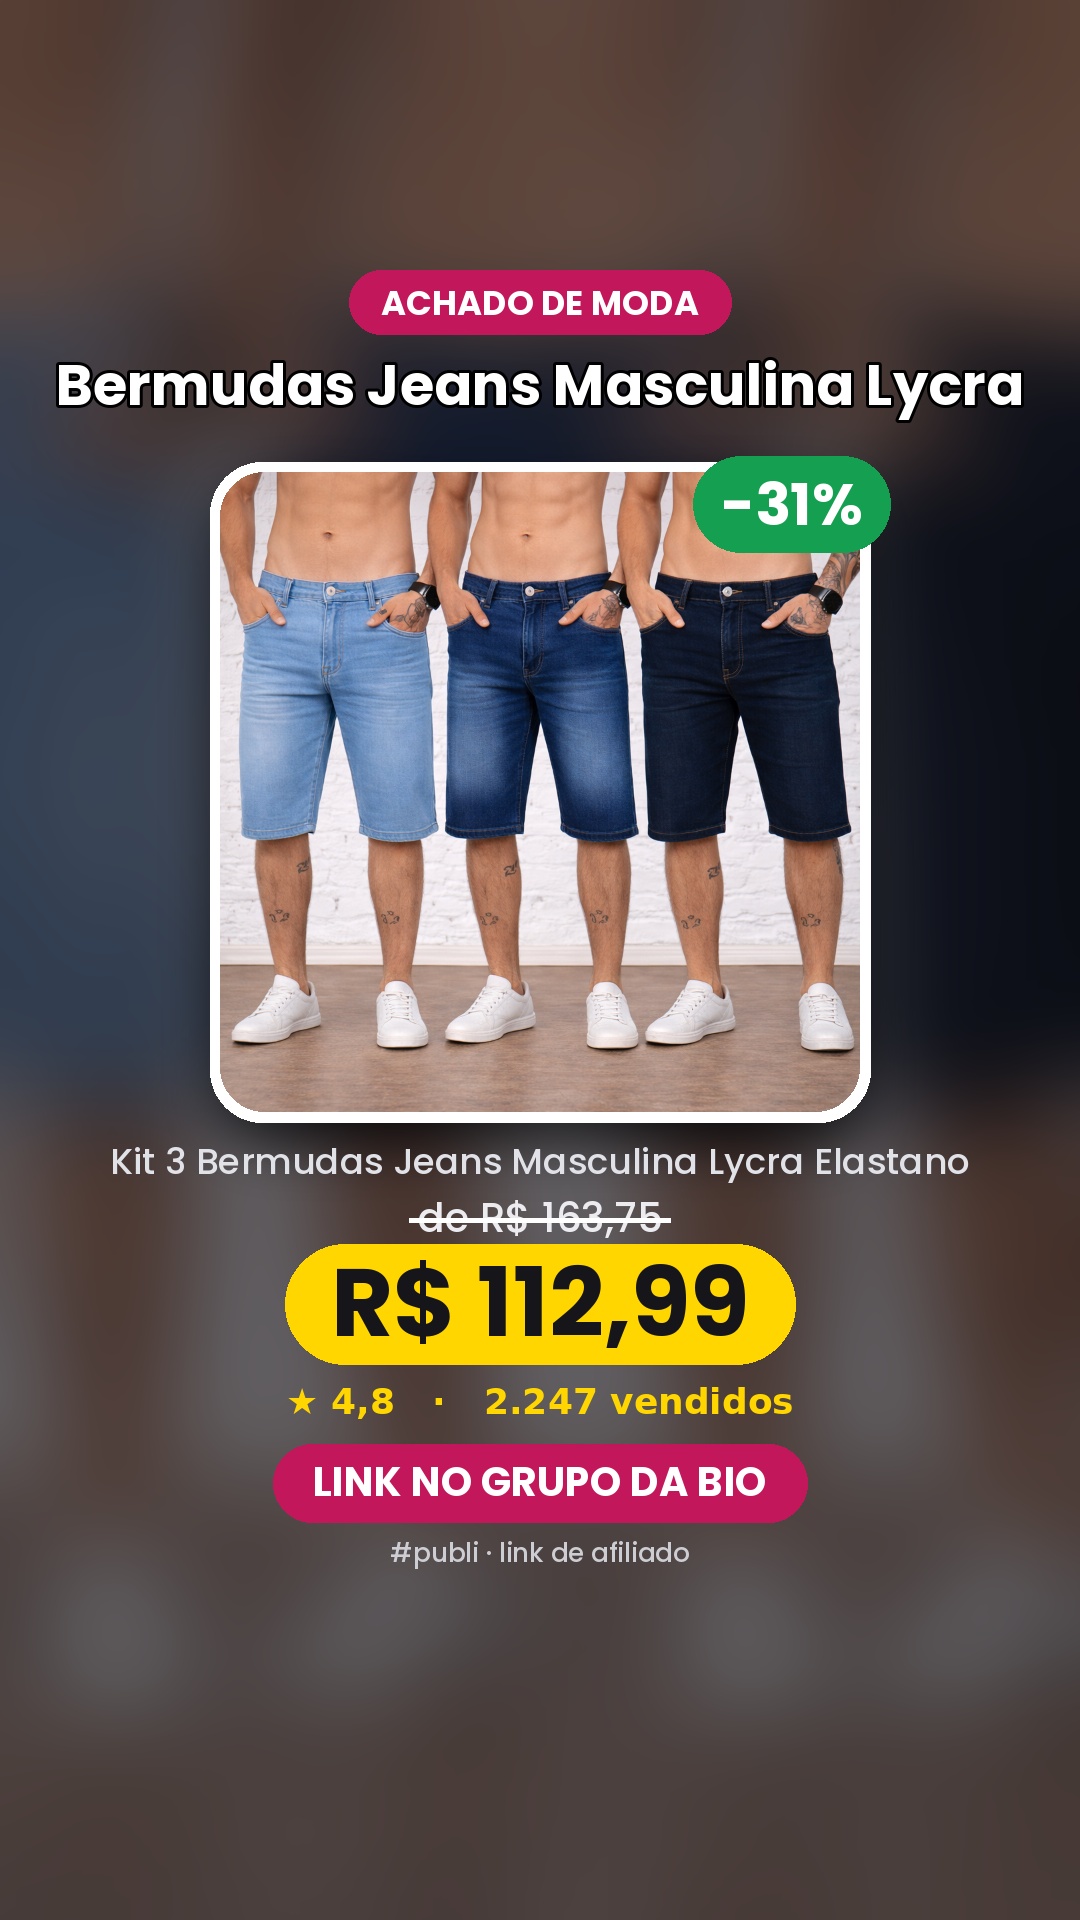 ACHADO DE MODA
Bermudas Jeans Masculina Lycra
-31%
Kit 3 Bermudas Jeans Masculina Lycra Elastano
de R$ 163,75
R$ 112,99
★ 4,8 · 2.247 vendidos
LINK NO GRUPO DA BIO
#publi · link de afiliado